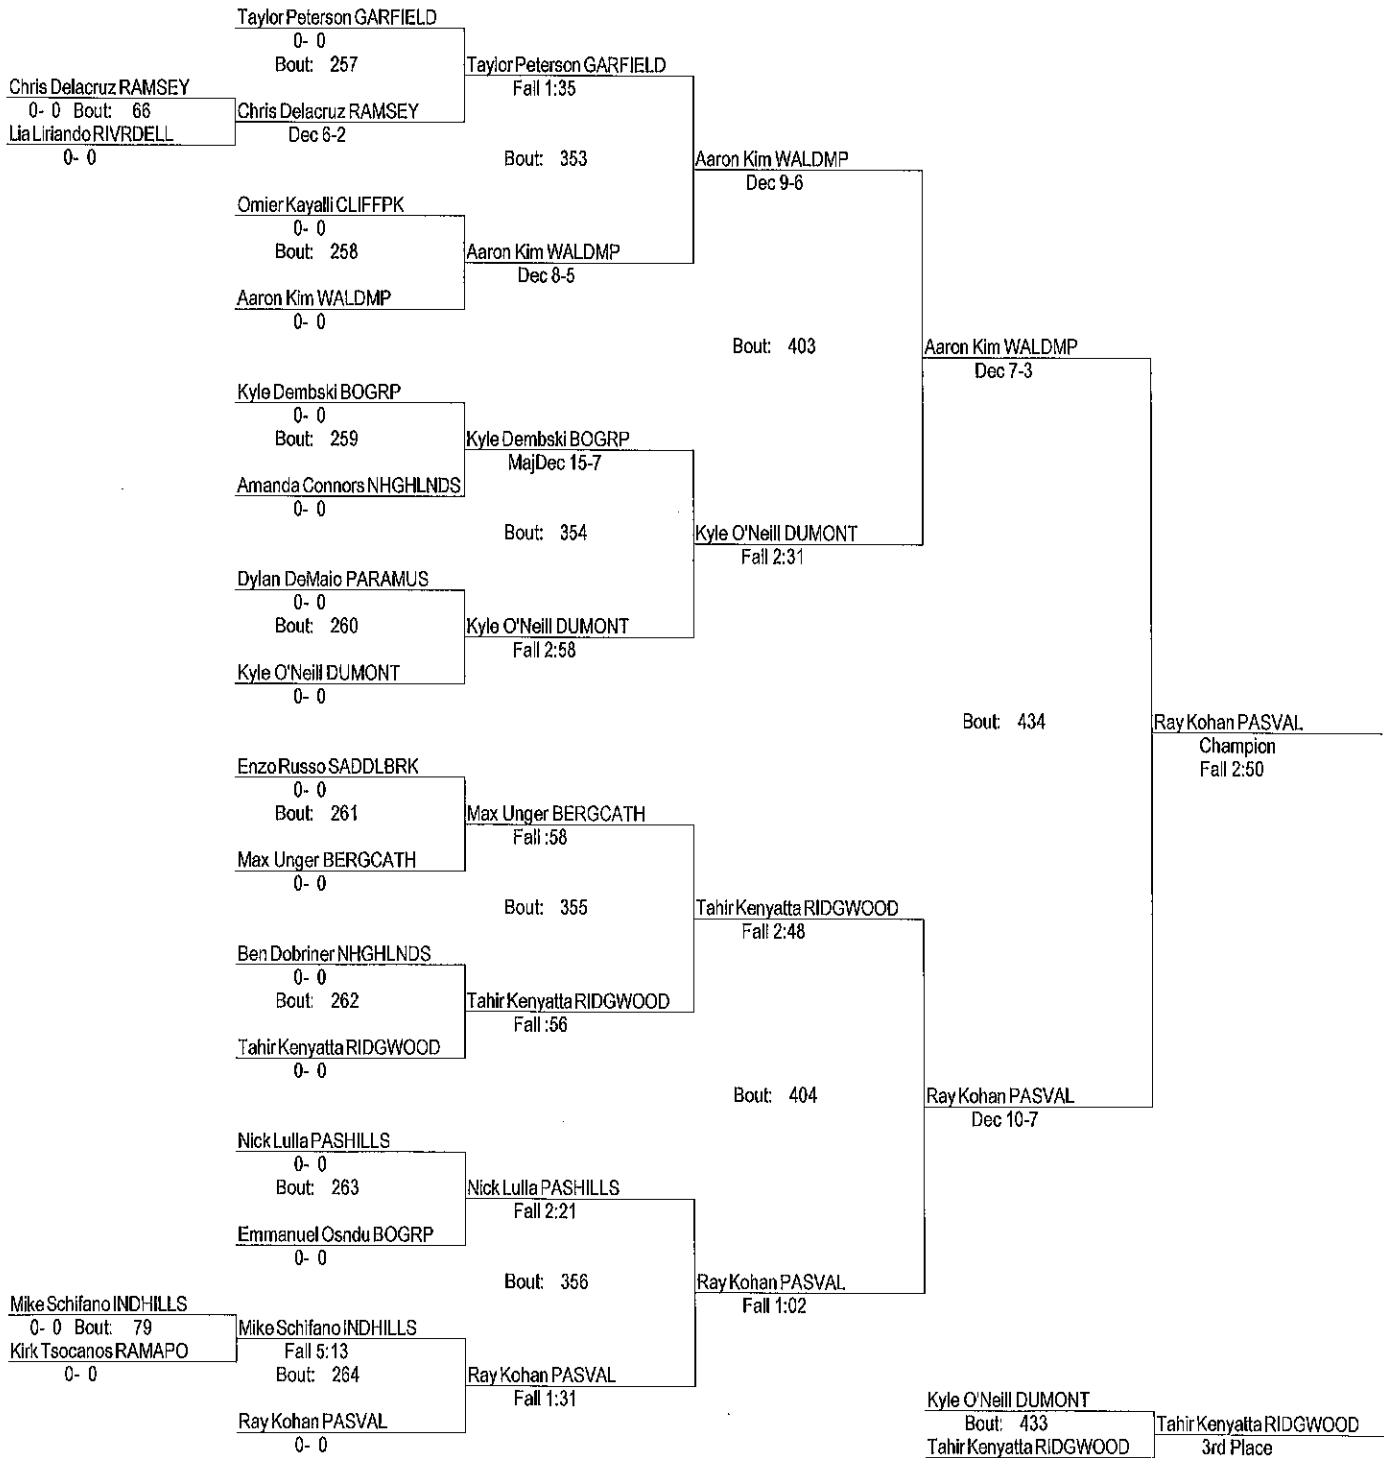 Taylor Peterson GARFIELD
0- 0
Bout: 257
Taylor Peterson GARFIELD
Fall 1:35
Chris Delacruz RAMSEY
0- 0 Bout: 66
Chris Delacruz RAMSEY
Dec 6-2
Lia Liriando RIVRDELL
0- 0
Bout: 353
Aaron Kim WALDMP
Dec 9-6
Omier Kayalli CLIFFPK
0- 0
Bout: 258
Aaron Kim WALDMP
Dec 8-5
Aaron Kim WALDMP
0- 0
Bout: 403
Aaron Kim WALDMP
Dec 7-3
Kyle Dembski BOGRP
0- 0
Bout: 259
Kyle Dembski BOGRP
MajDec 15-7
Amanda Connors NHGHLNDS
0- 0
Bout: 354
Kyle O'Neill DUMONT
Fall 2:31
Dylan DeMaio PARAMUS
0- 0
Bout: 260
Kyle O'Neill DUMONT
Fall 2:58
Kyle O'Neill DUMONT
0- 0
Bout: 434
Ray Kohan PASVAL
Champion
Fall 2:50
Enzo Russo SADDLBRK
0- 0
Bout: 261
Max Unger BERGCATH
Fall :58
Max Unger BERGCATH
0- 0
Bout: 355
Tahir Kenyatta RIDGWOOD
Fall 2:48
Ben Dobriner NHGHLNDS
0- 0
Bout: 262
Tahir Kenyatta RIDGWOOD
Fall :56
Tahir Kenyatta RIDGWOOD
0- 0
Bout: 404
Ray Kohan PASVAL
Dec 10-7
Nick Lulla PASHILLS
0- 0
Bout: 263
Nick Lulla PASHILLS
Fall 2:21
Emmanuel Osndu BOGRP
0- 0
Bout: 356
Ray Kohan PASVAL
Fall 1:02
Mike Schifano INDHILLS
0- 0 Bout: 79
Mike Schifano INDHILLS
Kirk Tsocanos RAMAPO
0- 0
Fall 5:13
Bout: 264
Ray Kohan PASVAL
Fall 1:31
Ray Kohan PASVAL
0- 0
Kyle O'Neill DUMONT
Bout: 433
Tahir Kenyatta RIDGWOOD
Tahir Kenyatta RIDGWOOD
3rd Place